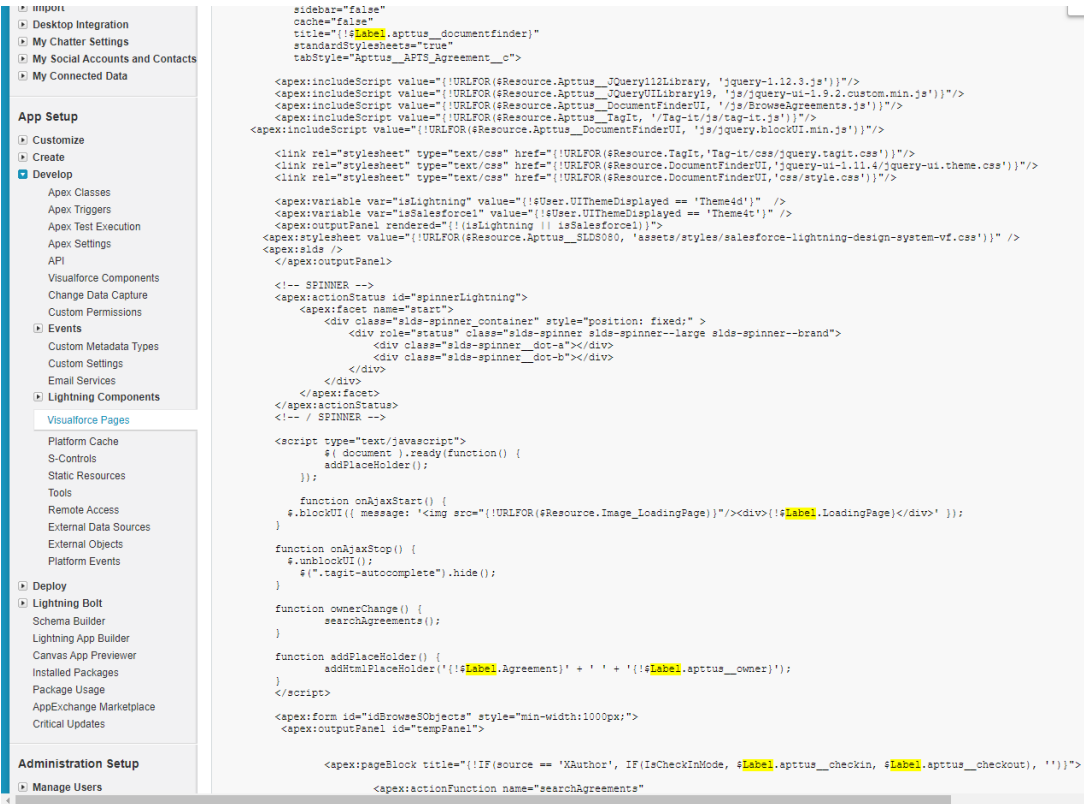 Import
Desktop Integration
My Chatter Settings
My Social Accounts and Contacts
My Connected Data
App Setup
Customize
Create
Develop
Apex Classes
Apex Triggers
Apex Test Execution
Apex Settings
API
Visualforce Components
Change Data Capture
Custom Permissions
Events
Custom Metadata Types
Custom Settings
Email Services
Lightning Components
Visualforce Pages
Platform Cache
S-Controls
Static Resources
Tools
Remote Access
External Data Sources
External Objects
Platform Events
Deploy
Lightning Bolt
Schema Builder
Lightning App Builder
Canvas App Previewer
Installed Packages
Package Usage
AppExchange Marketplace
Critical Updates
Administration Setup
Manage Users
sidebar="false"
cache="false"
title="{!$Label.apttus__documentfinder}"
standardStylesheets="true"
tabStyle="Apttus__APTS_Agreement__c">
<apex:includeScript value="{!URLFOR($Resource.Apttus__JQuery112Library, 'jquery-1.12.3.js')}"/>
<apex:includeScript value="{!URLFOR($Resource.Apttus__JQueryUILibrary19, 'js/jquery-ui-1.9.2.custom.min.js')}"/>
<apex:includeScript value="{!URLFOR($Resource.Apttus__DocumentFinderUI, '/js/BrowseAgreements.js')}"/>
<apex:includeScript value="{!URLFOR($Resource.Apttus__TagIt, '/Tag-it/js/tag-it.js')}"/>
<apex:includeScript value="{!URLFOR($Resource.Apttus__DocumentFinderUI, 'js/jquery.blockUI.min.js')}"/>
<link rel="stylesheet" type="text/css" href="{!URLFOR($Resource.TagIt,'Tag-it/css/jquery.tagit.css')}"/>
<link rel="stylesheet" type="text/css" href="{!URLFOR($Resource.DocumentFinderUI,'jquery-ui-1.11.4/jquery-ui.theme.css')}"/>
<link rel="stylesheet" type="text/css" href="{!URLFOR($Resource.DocumentFinderUI,'css/style.css')}"/>
<apex:variable var="isLightning" value="{!$User.UIThemeDisplayed == 'Theme4d'}" />
<apex:variable var="isSalesforce1" value="{!$User.UIThemeDisplayed == 'Theme4t'}" />
<apex:outputPanel rendered="{!(isLightning || isSalesforce1)}">
<apex:stylesheet value="{!URLFOR($Resource.Apttus__SLDS080, 'assets/styles/salesforce-lightning-design-system-vf.css')}" />
<apex:slds />
</apex:outputPanel>
<!-- SPINNER -->
<apex:actionStatus id="spinnerLightning">
<apex:facet name="start">
<div class="slds-spinner_container" style="position: fixed;" >
<div role="status" class="slds-spinner slds-spinner--large slds-spinner--brand">
<div class="slds-spinner__dot-a"></div>
<div class="slds-spinner__dot-b"></div>
</div>
</div>
</apex:facet>
</apex:actionStatus>
<!-- / SPINNER -->
<script type="text/javascript">
$( document ).ready(function() {
addPlaceHolder();
});
function onAjaxStart() {
$.blockUI({ message: '<img src="{!URLFOR($Resource.Image_LoadingPage)}"/><div>{!$Label.LoadingPage}</div>' });
}
function onAjaxStop() {
$.unblockUI();
$(".tagit-autocomplete").hide();
}
function ownerChange() {
searchAgreements();
}
function addPlaceHolder() {
addHtmlPlaceHolder('{!$Label.Agreement}' + ' ' + '{!$Label.apttus__owner}');
}
</script>
<apex:form id="idBrowseSObjects" style="min-width:1000px;">
<apex:outputPanel id="tempPanel">
<apex:pageBlock title="{!IF(source == 'XAuthor', IF(IsCheckInMode, $Label.apttus__checkin, $Label.apttus__checkout), '')}">
<apex:actionFunction name="searchAgreements"